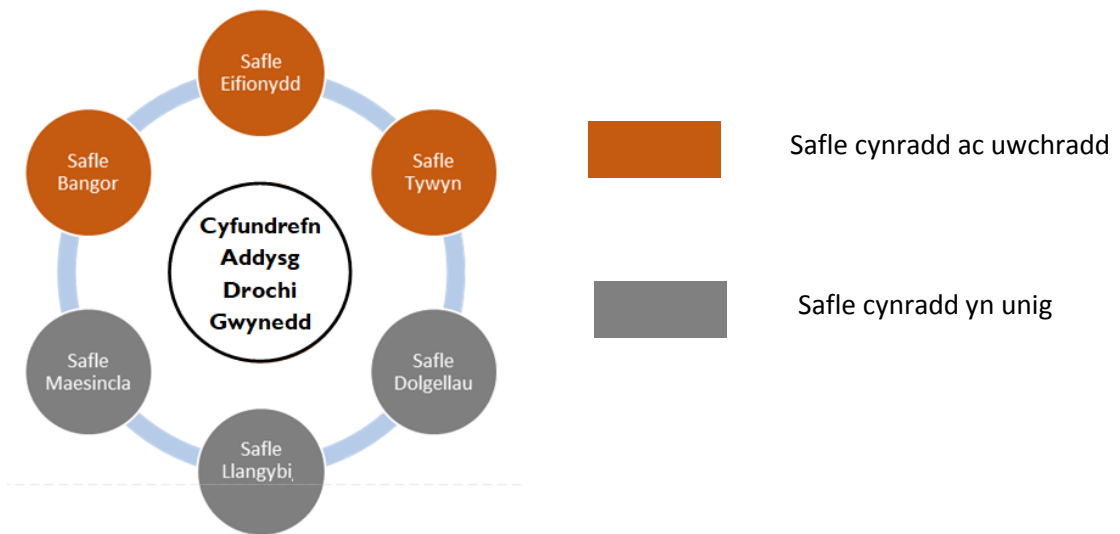 Safle
Eifionydd
Safle
Bangor
Safle
Tywyn
Cyfundrefn
Addysg
Drochi
Gwynedd
Safle
Maesincla
Safle
Dolgellau
Safle
Llangybi
Safle cynradd ac uwchradd
Safle cynradd yn unig